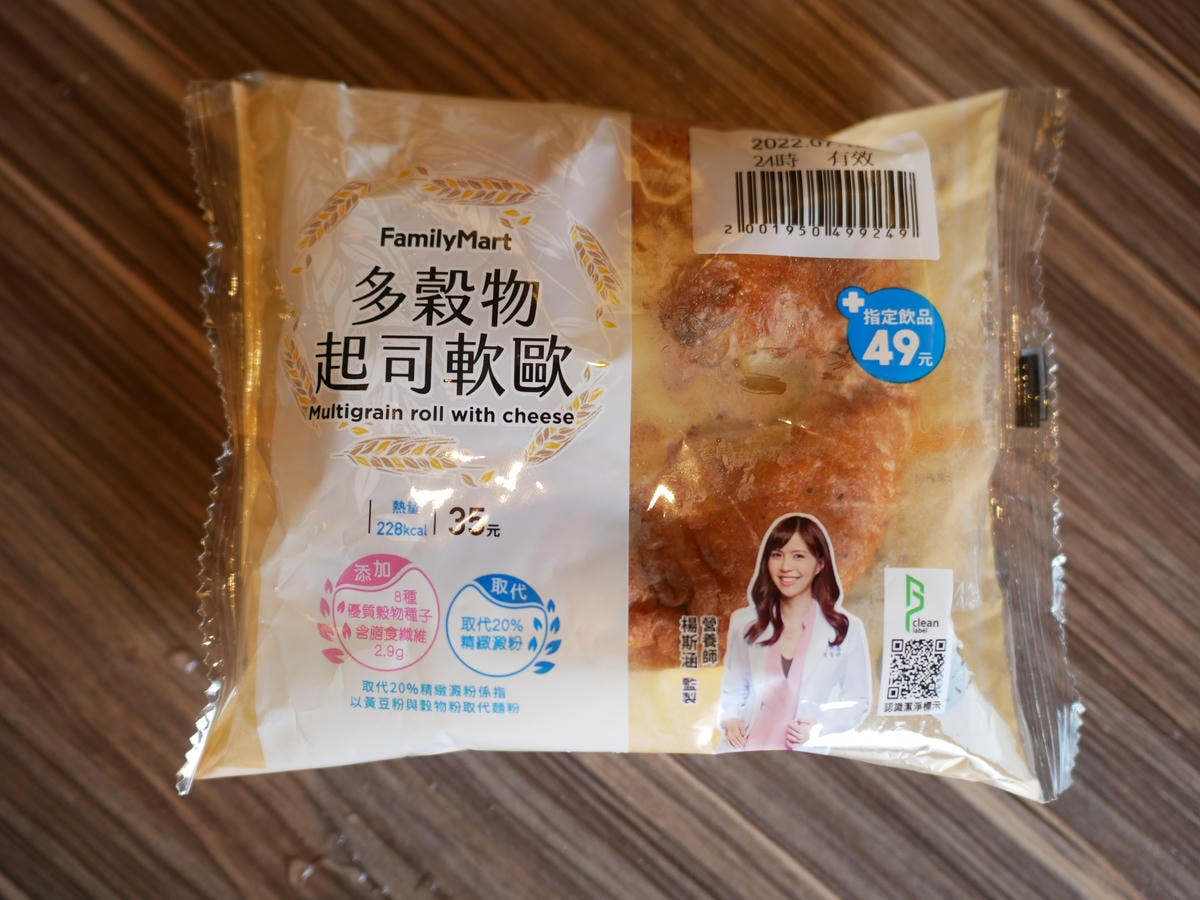 FamilyMart
多穀物
起司軟歐
Multigrain roll with cheese
熱量
228kcal
35元
添加
8種
優質穀物種子
含膳食纖維
2.9g
取代
取代20%
精緻澱粉
取代20%精緻澱粉係指
以黃豆粉與穀物粉取代麵粉
2022.07
24時 有效
2001950499249
+
指定飲品
49元
營養師
楊斯涵 監製
clean
label
認識潔淨標示